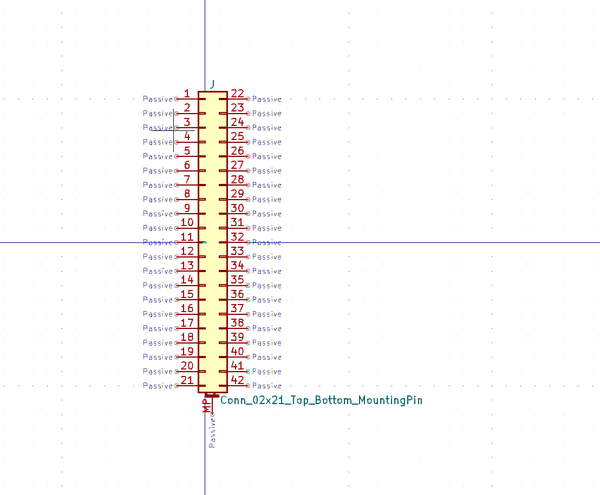 J
Passive 1 22 Passive
Passive 2 23 Passive
Passive 3 24 Passive
Passive 4 25 Passive
Passive 5 26 Passive
Passive 6 27 Passive
Passive 7 28 Passive
Passive 8 29 Passive
Passive 9 30 Passive
Passive 10 31 Passive
Passive 11 32 Passive
Passive 12 33 Passive
Passive 13 34 Passive
Passive 14 35 Passive
Passive 15 36 Passive
Passive 16 37 Passive
Passive 17 38 Passive
Passive 18 39 Passive
Passive 19 40 Passive
Passive 20 41 Passive
Passive 21 42 Passive
MP Conn_02x21_Top_Bottom_MountingPin
Passive